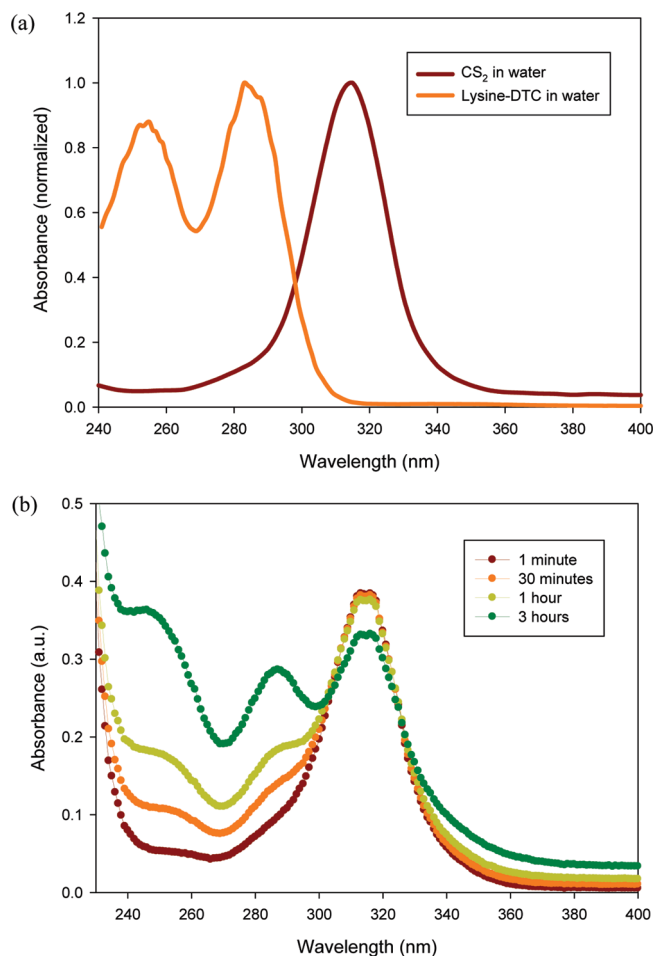 (a)
1.2
1.0
0.8
0.6
0.4
0.2
0.0
Absorbance (normalized)
CS₂ in water
Lysine-DTC in water
240 260 280 300 320 340 360 380 400
Wavelength (nm)
(b)
0.5
0.4
0.3
0.2
0.1
0.0
Absorbance (a.u.)
1 minute
30 minutes
1 hour
3 hours
240 260 280 300 320 340 360 380 400
Wavelength (nm)